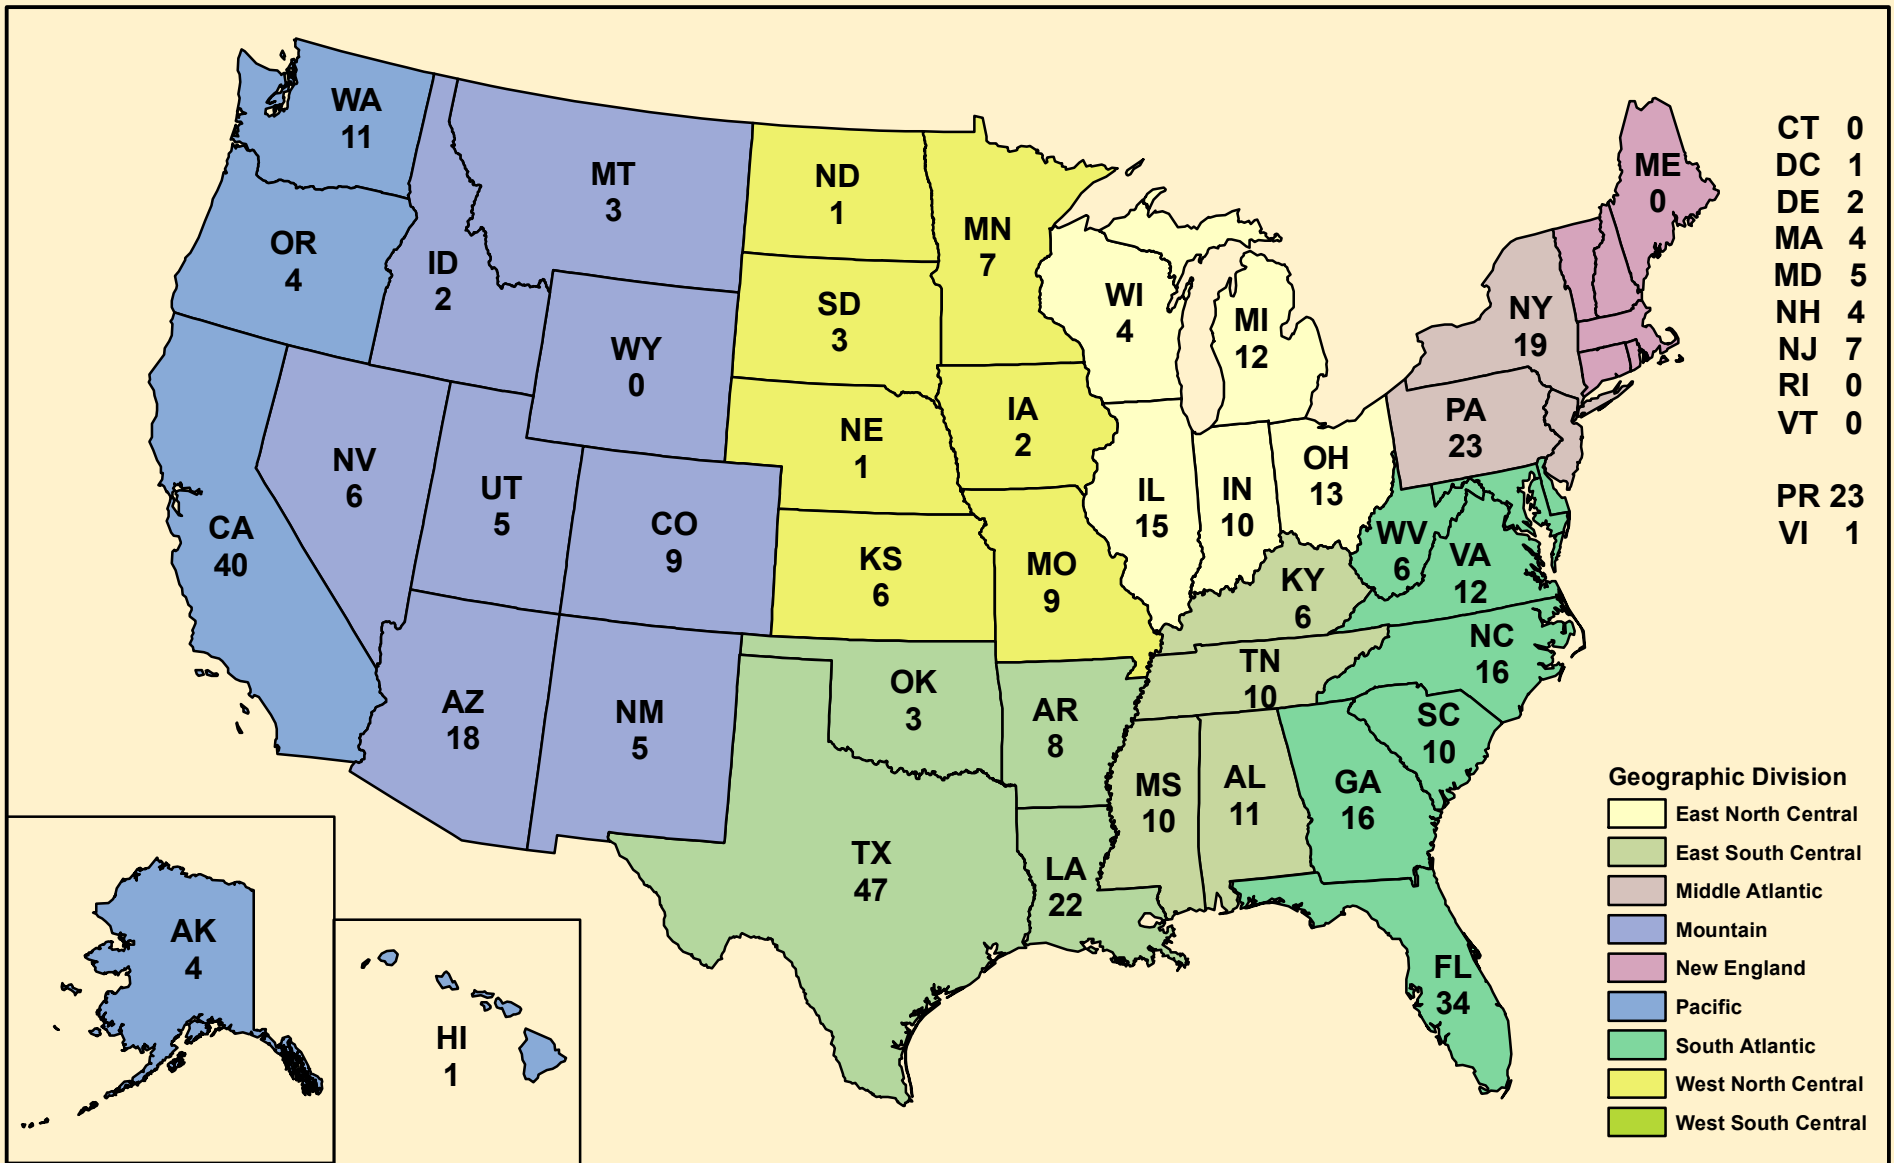 WA
11
MT
3
ND
1
MN
7
OR
4
ID
2
SD
3
WI
4
MI
12
WY
0
NY
19
ME
0
CT 0
DC 1
DE 2
MA 4
MD 5
NH 4
NJ 7
RI 0
VT 0
PR 23
VI 1
NV
6
UT
5
CO
9
NE
1
IA
2
IL
15
IN
10
OH
13
PA
23
CA
40
KS
6
MO
9
KY
6
WV
6
VA
12
AZ
18
NM
5
OK
3
AR
8
TN
10
NC
16
SC
10
TX
47
LA
22
MS
10
AL
11
GA
16
FL
34
AK
4
HI
1
Geographic Division
East North Central
East South Central
Middle Atlantic
Mountain
New England
Pacific
South Atlantic
West North Central
West South Central